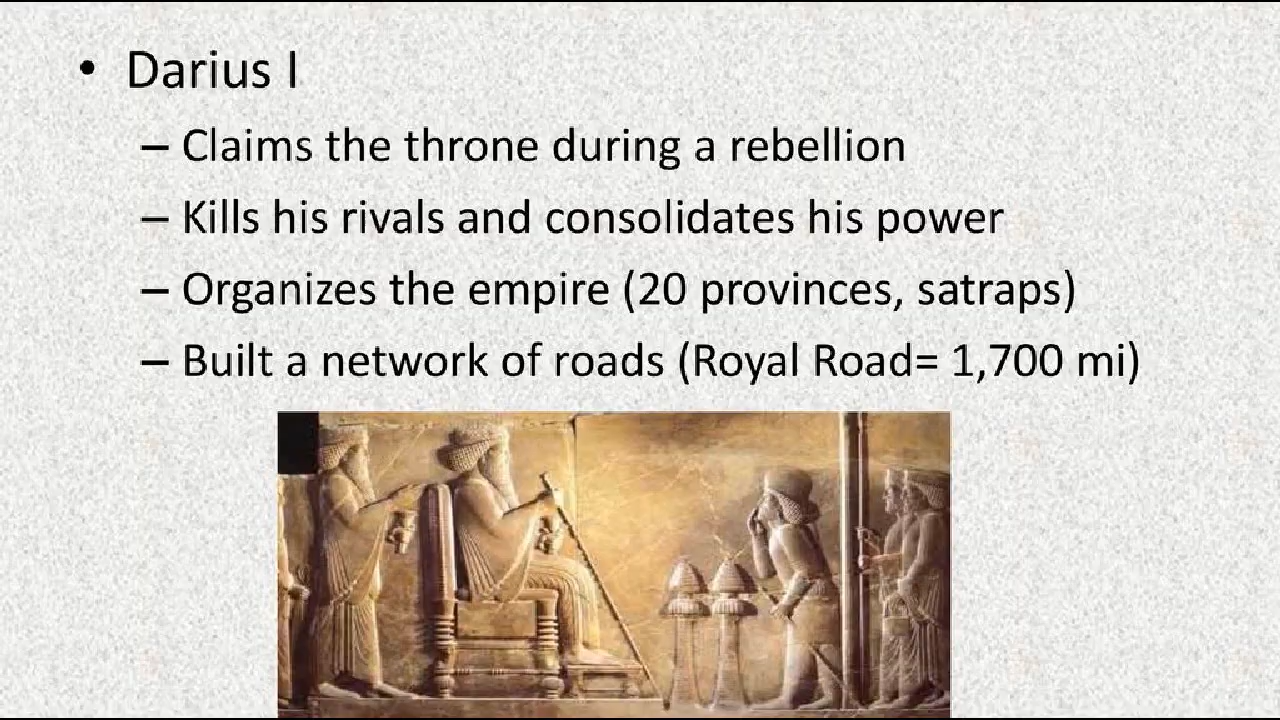 • Darius I
– Claims the throne during a rebellion
– Kills his rivals and consolidates his power
– Organizes the empire (20 provinces, satraps)
– Built a network of roads (Royal Road= 1,700 mi)